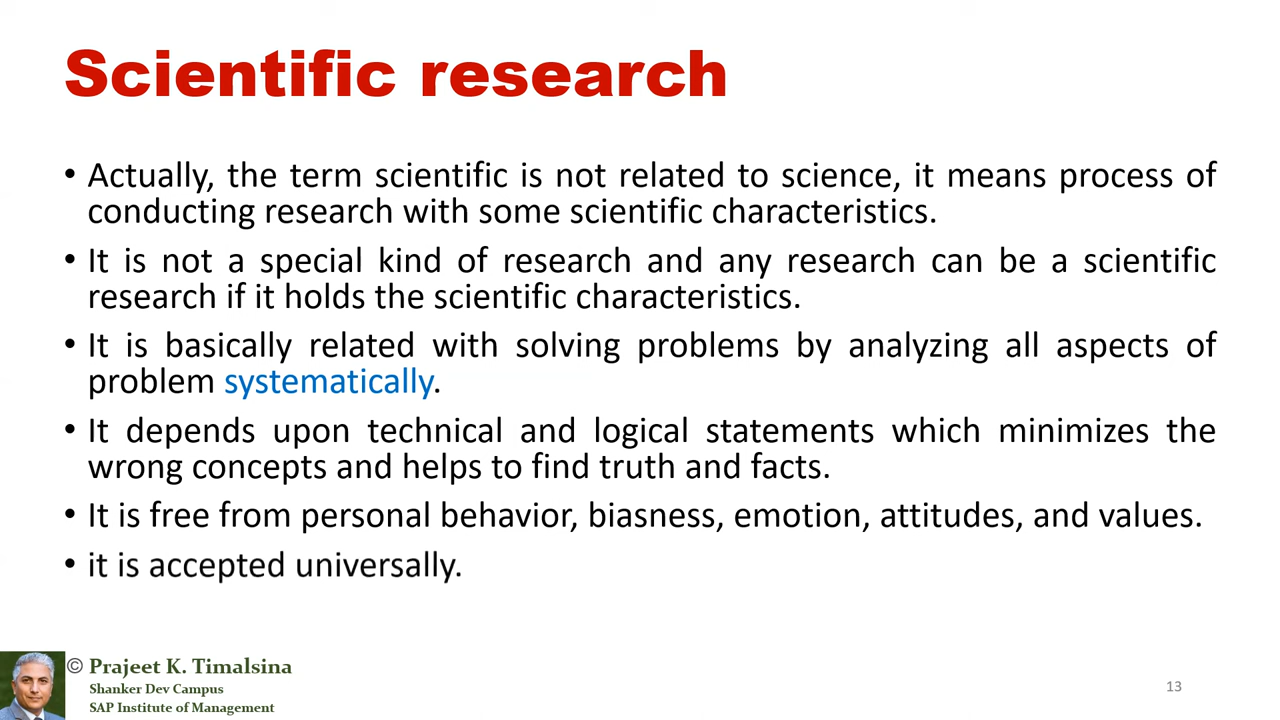 Scientific research
• Actually, the term scientific is not related to science, it means process of
conducting research with some scientific characteristics.
• It is not a special kind of research and any research can be a scientific
research if it holds the scientific characteristics.
• It is basically related with solving problems by analyzing all aspects of
problem systematically.
• It depends upon technical and logical statements which minimizes the
wrong concepts and helps to find truth and facts.
• It is free from personal behavior, biasness, emotion, attitudes, and values.
• it is accepted universally.
© Prajeet K. Timalsina
Shanker Dev Campus
SAP Institute of Management
13